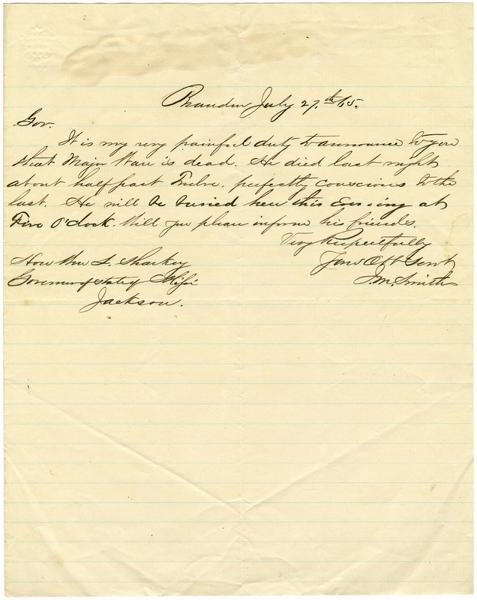 Brandon July 27.th/65.
Gov.
It is my very painful duty to announce to you
that Major Ware is dead. He died last night
about half past Twelve. perfectly conscious to the
last. He will be buried here this Evening at
Five O'clock. Will you please inform his friends.
Very Respectfully
Hon Wm L. Sharkey Your Obt Servt
Governor of State of Missi J. M. Smith
Jackson.